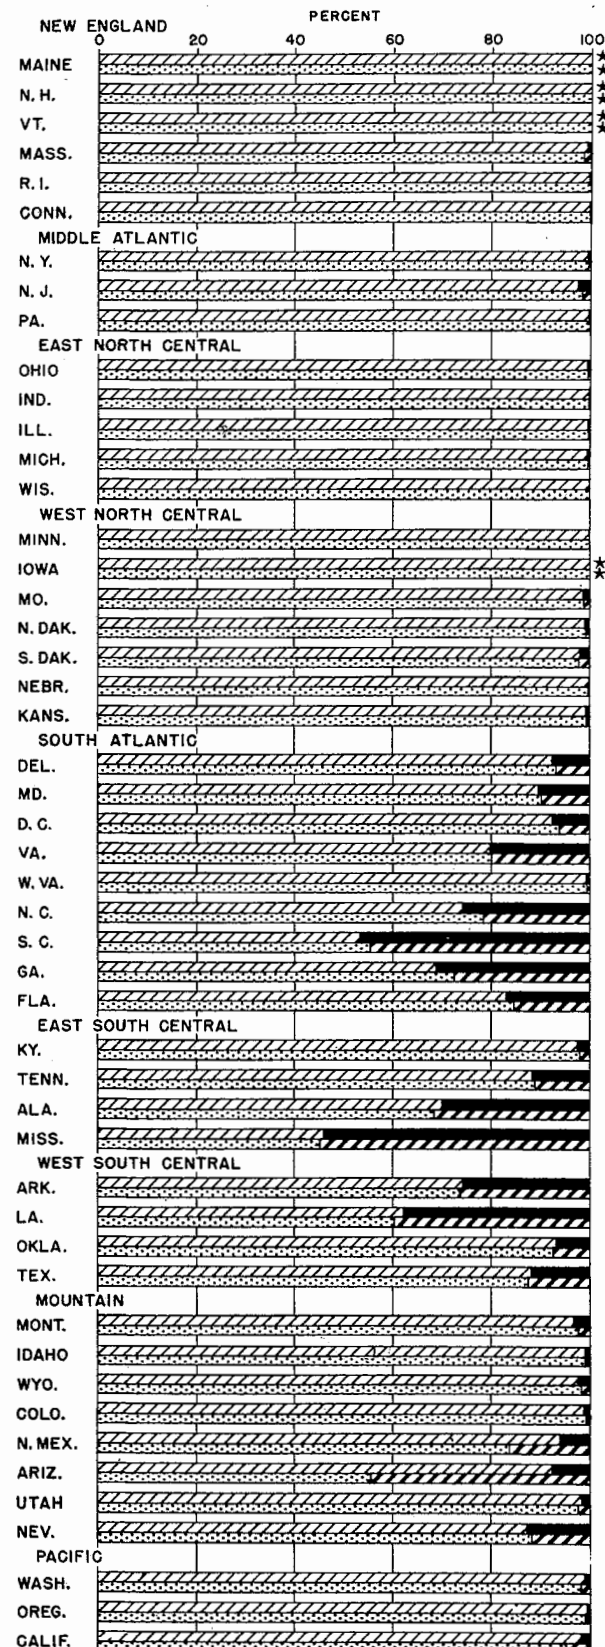 PERCENT
NEW ENGLAND
0 20 40 60 80 100
MAINE
N. H.
VT.
MASS.
R. I.
CONN.
MIDDLE ATLANTIC
N. Y.
N. J.
PA.
EAST NORTH CENTRAL
OHIO
IND.
ILL.
MICH.
WIS.
WEST NORTH CENTRAL
MINN.
IOWA
MO.
N. DAK.
S. DAK.
NEBR.
KANS.
SOUTH ATLANTIC
DEL.
MD.
D. C.
VA.
W. VA.
N. C.
S. C.
GA.
FLA.
EAST SOUTH CENTRAL
KY.
TENN.
ALA.
MISS.
WEST SOUTH CENTRAL
ARK.
LA.
OKLA.
TEX.
MOUNTAIN
MONT.
IDAHO
WYO.
COLO.
N. MEX.
ARIZ.
UTAH
NEV.
PACIFIC
WASH.
OREG.
CALIF.